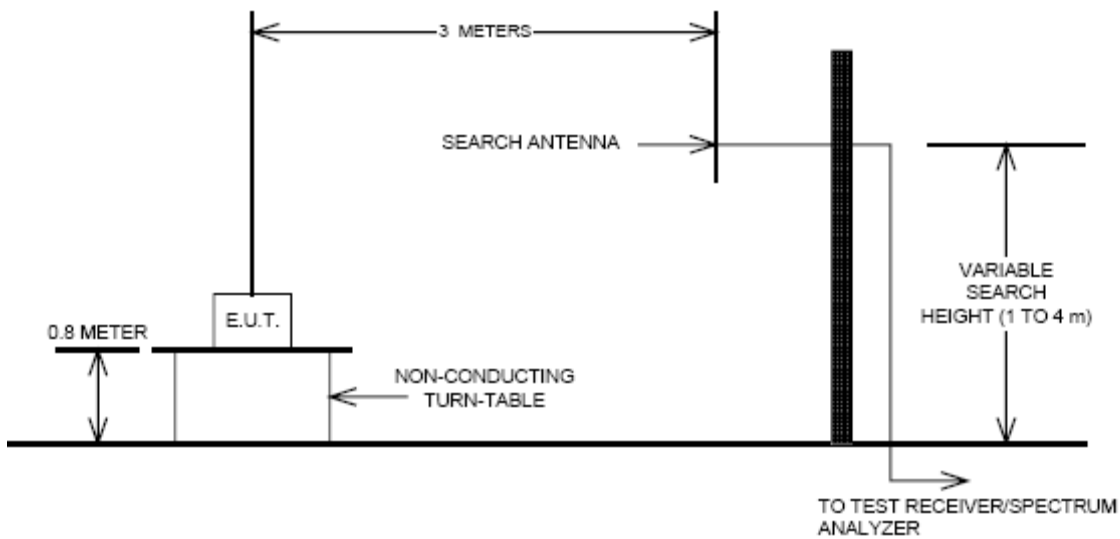 3 METERS
SEARCH ANTENNA
E.U.T.
0.8 METER
NON-CONDUCTING
TURN-TABLE
VARIABLE
SEARCH
HEIGHT (1 TO 4 m)
TO TEST RECEIVER/SPECTRUM
ANALYZER